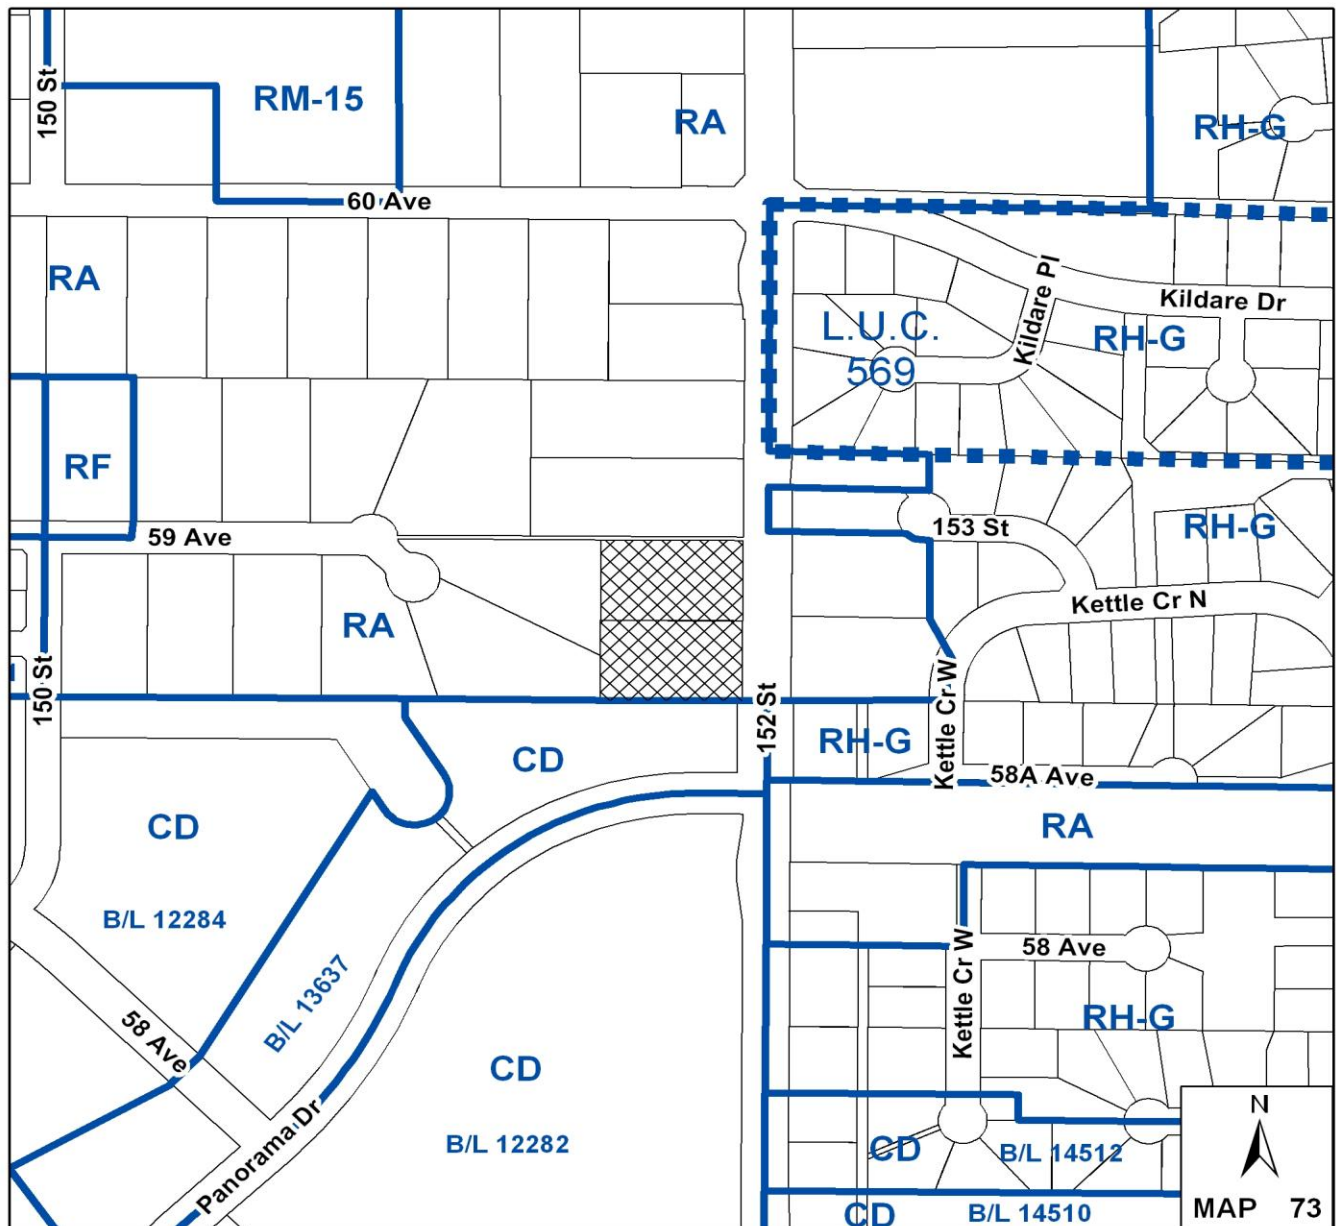 150 St
RM-15
RA
RH-G
60 Ave
RA
L.U.C.
569
Kildare Pl
Kildare Dr
RH-G
RF
59 Ave
153 St
RH-G
Kettle Cr N
RA
150 St
152 St
Kettle Cr W
RH-G
58A Ave
CD
CD
B/L 12284
RA
B/L 13637
58 Ave
Kettle Cr W
58 Ave
RH-G
CD
B/L 12282
Panorama Dr
CD
B/L 14512
CD
B/L 14510
N
MAP 73